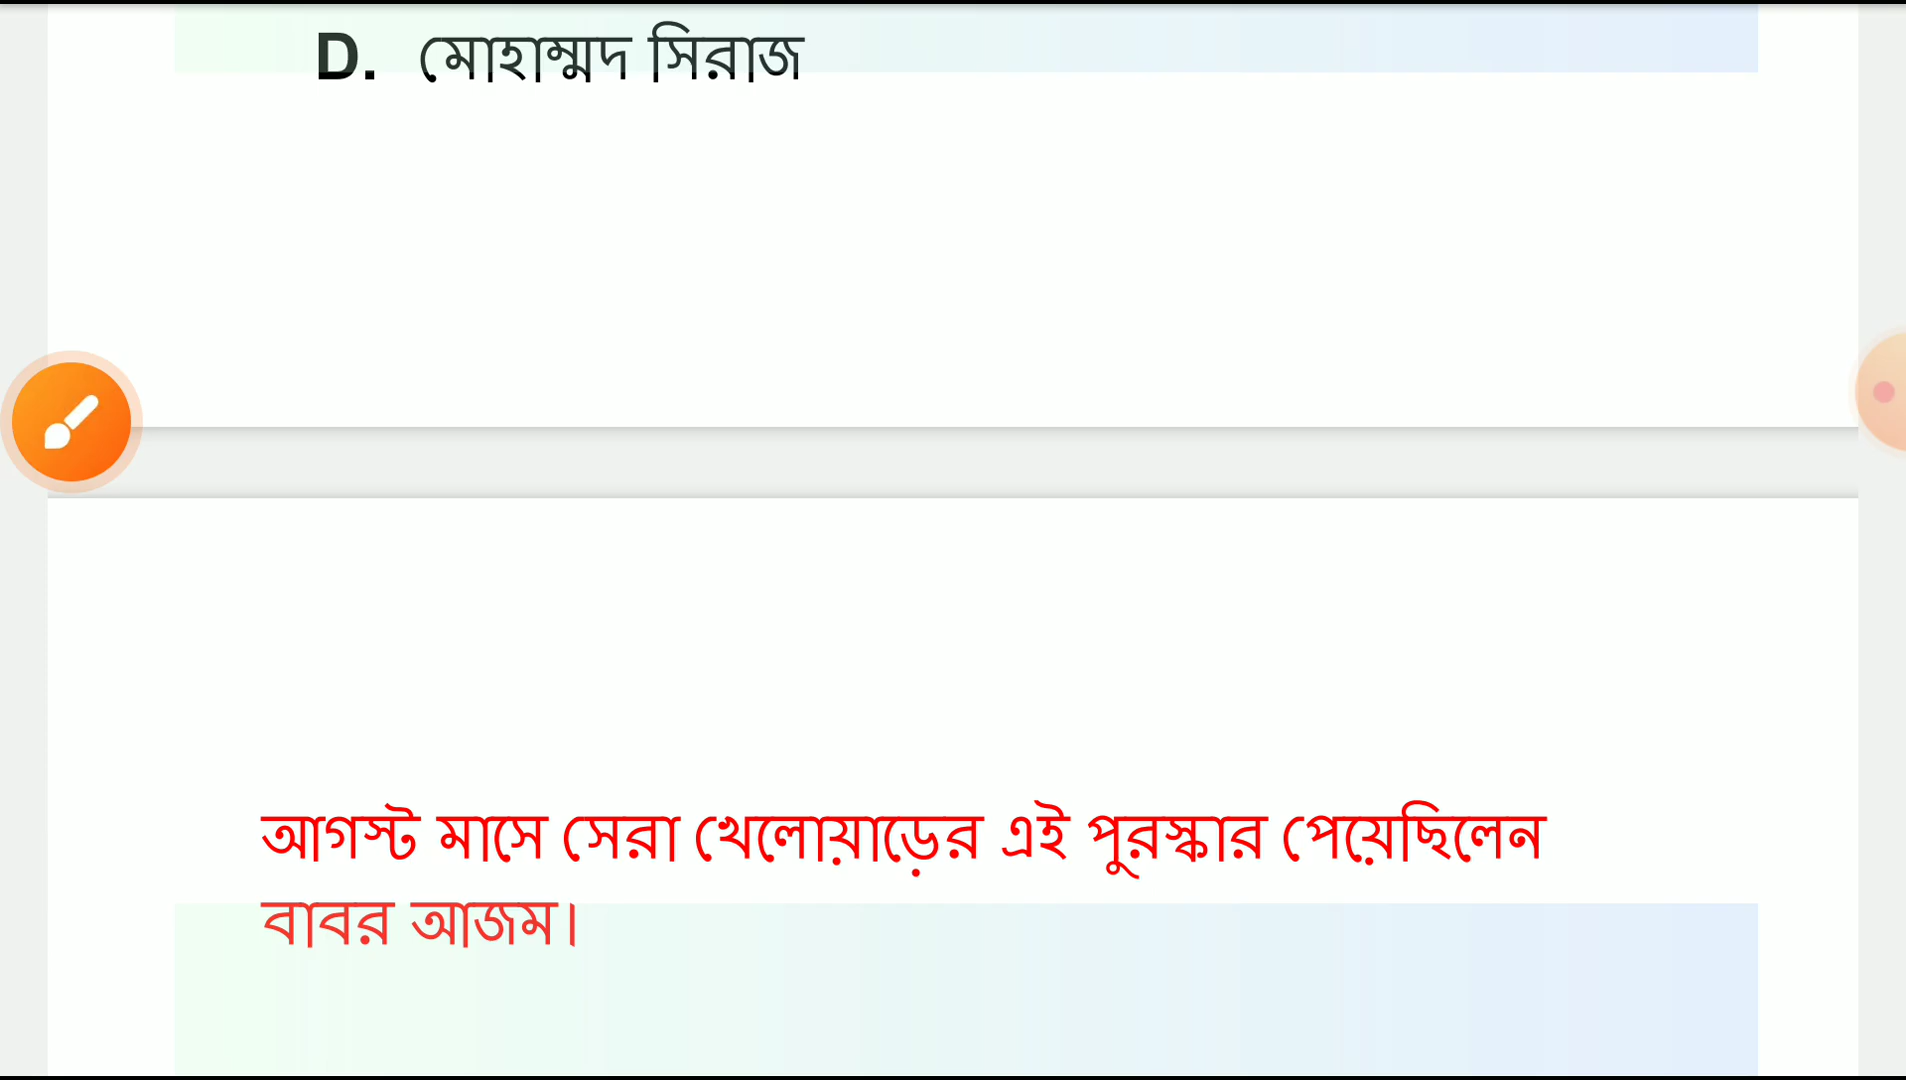 D. মোহাম্মদ সিরাজ
আগস্ট মাসে সেরা খেলোয়াড়ের এই পুরস্কার পেয়েছিলেন
বাবর আজম।